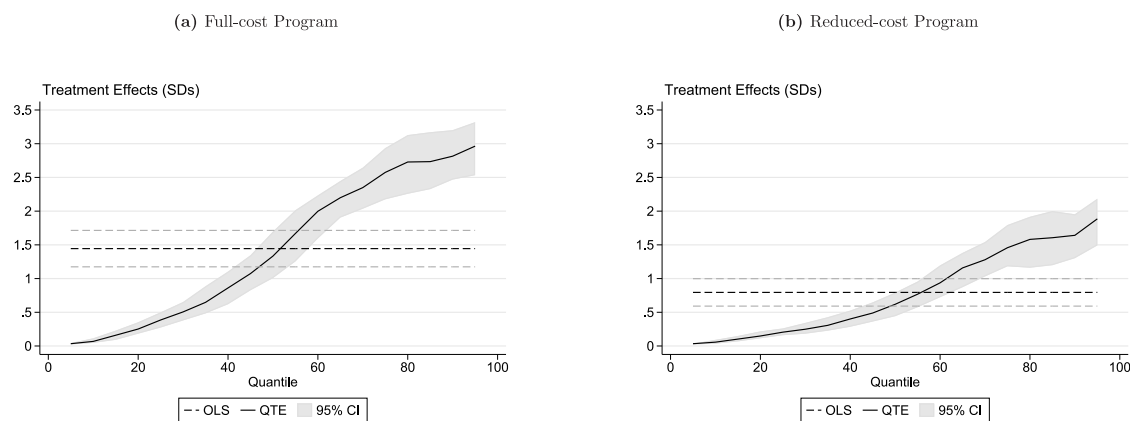 (a) Full-cost Program
Treatment Effects (SDs)
3.5
3
2.5
2
1.5
1
.5
0
0 20 40 60 80 100
Quantile
OLS QTE 95% CI
(b) Reduced-cost Program
Treatment Effects (SDs)
3.5
3
2.5
2
1.5
1
.5
0
0 20 40 60 80 100
Quantile
OLS QTE 95% CI